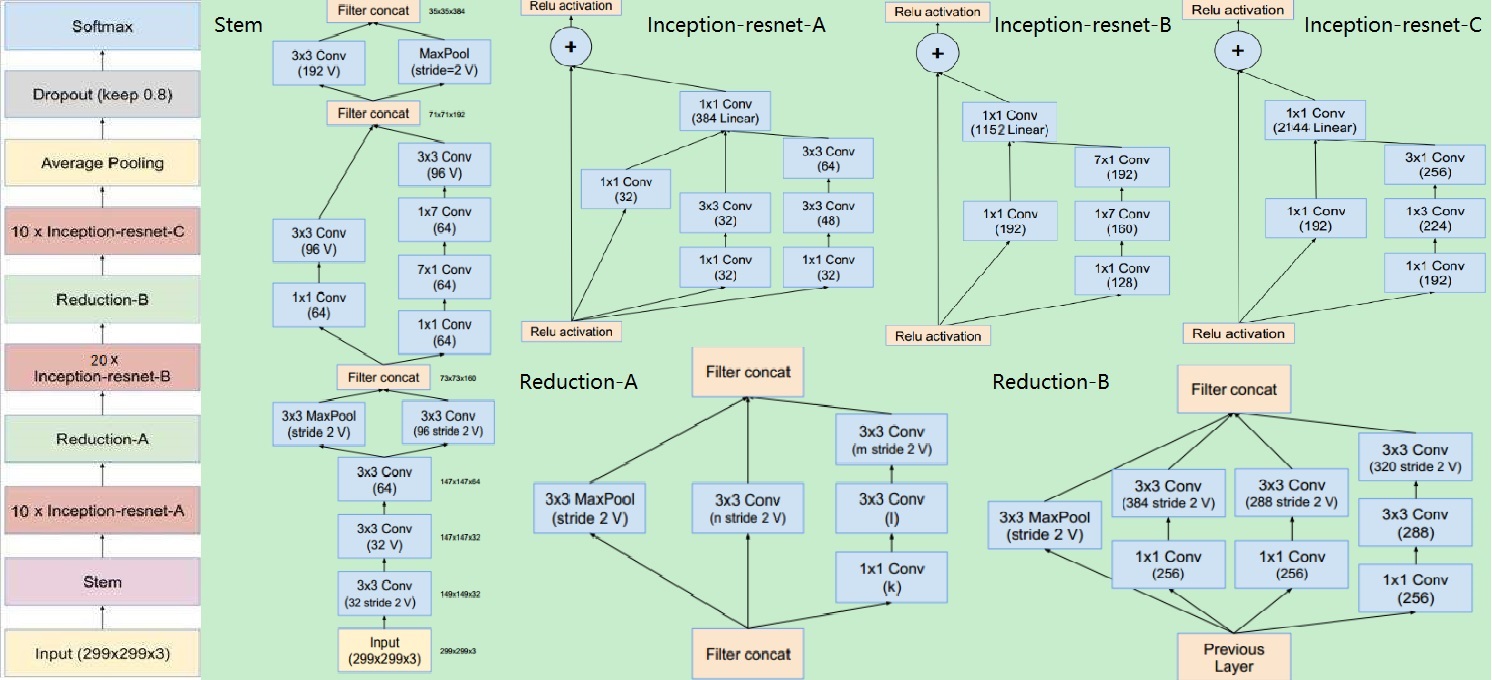 Softmax
Dropout (keep 0.8)
Average Pooling
10 x Inception-resnet-C
Reduction-B
20 x
Inception-resnet-B
Reduction-A
10 x Inception-resnet-A
Stem
Input (299x299x3)
Stem
Filter concat
35x35x384
3x3 Conv
(192 V)
MaxPool
(stride=2 V)
Filter concat
71x71x192
3x3 Conv
(96 V)
1x7 Conv
(64)
3x3 Conv
(96 V)
7x1 Conv
(64)
1x1 Conv
(64)
1x1 Conv
(64)
Filter concat
73x73x160
3x3 MaxPool
(stride 2 V)
3x3 Conv
(96 stride 2 V)
3x3 Conv
(64)
147x147x64
3x3 Conv
(32 V)
147x147x32
3x3 Conv
(32 stride 2 V)
149x149x32
Input
(299x299x3)
299x299x3
Inception-resnet-A
Relu activation
+
1x1 Conv
(384 Linear)
3x3 Conv
(64)
1x1 Conv
(32)
3x3 Conv
(32)
3x3 Conv
(48)
1x1 Conv
(32)
1x1 Conv
(32)
Relu activation
Inception-resnet-B
Relu activation
+
1x1 Conv
(1152 Linear)
7x1 Conv
(192)
1x1 Conv
(192)
1x7 Conv
(160)
1x1 Conv
(128)
Relu activation
Inception-resnet-C
Relu activation
+
1x1 Conv
(2144 Linear)
3x1 Conv
(256)
1x1 Conv
(192)
1x3 Conv
(224)
1x1 Conv
(192)
Relu activation
Reduction-A
Filter concat
3x3 Conv
(m stride 2 V)
3x3 MaxPool
(stride 2 V)
3x3 Conv
(n stride 2 V)
3x3 Conv
(l)
1x1 Conv
(k)
Filter concat
Reduction-B
Filter concat
3x3 Conv
(320 stride 2 V)
3x3 MaxPool
(stride 2 V)
3x3 Conv
(384 stride 2 V)
3x3 Conv
(288 stride 2 V)
3x3 Conv
(288)
1x1 Conv
(256)
1x1 Conv
(256)
1x1 Conv
(256)
Previous
Layer